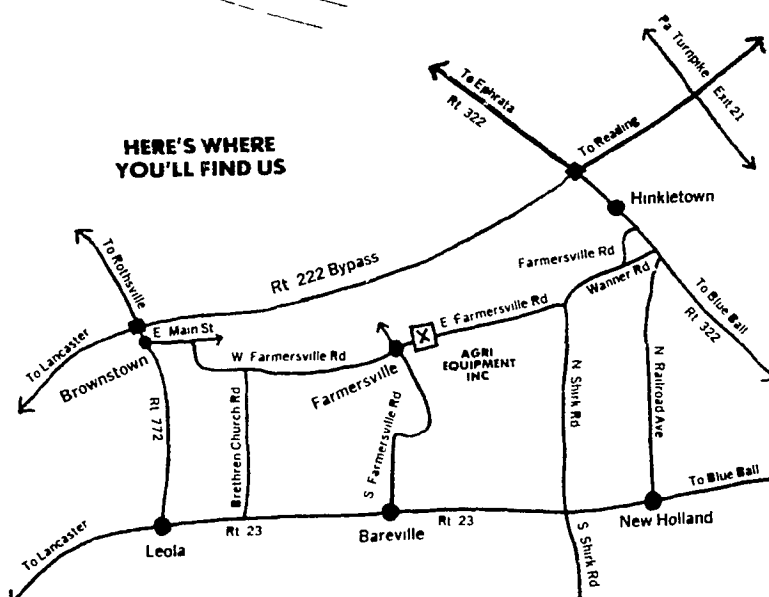 HERE'S WHERE
YOU'LL FIND US
Pa Turnpike
Exit 21
To Ephrata
Rt 322
To Reading
Hinkletown
To Rothsville
Rt 222 Bypass
Farmersville Rd
Wanner Rd
To Blue Ball
Rt 322
To Lancaster
E Main St
Brownstown
W Farmersville Rd
Farmersville
X
E Farmersville Rd
AGRI
EQUIPMENT
INC
Rt 772
Brethren Church Rd
S Farmersville Rd
N Shirk Rd
N Railroad Ave
To Blue Ball
To Lancaster
Leola
Rt 23
Bareville
Rt 23
New Holland
S Shirk Rd